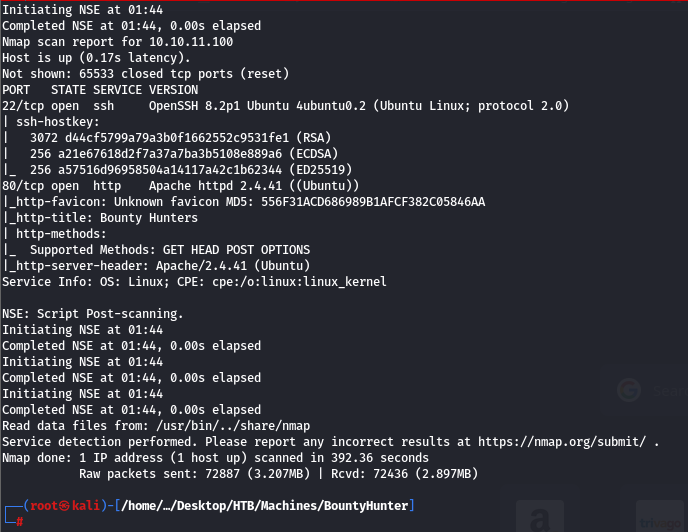 Initiating NSE at 01:44
Completed NSE at 01:44, 0.00s elapsed
Nmap scan report for 10.10.11.100
Host is up (0.17s latency).
Not shown: 65533 closed tcp ports (reset)
PORT   STATE SERVICE VERSION
22/tcp open  ssh     OpenSSH 8.2p1 Ubuntu 4ubuntu0.2 (Ubuntu Linux; protocol 2.0)
| ssh-hostkey:
|   3072 d44cf5799a79a3b0f1662552c9531fe1 (RSA)
|   256 a21e67618d2f7a37a7ba3b5108e889a6 (ECDSA)
|_  256 a57516d96958504a14117a42c1b62344 (ED25519)
80/tcp open  http    Apache httpd 2.4.41 ((Ubuntu))
|_http-favicon: Unknown favicon MD5: 556F31ACD686989B1AFCF382C05846AA
|_http-title: Bounty Hunters
| http-methods:
|_  Supported Methods: GET HEAD POST OPTIONS
|_http-server-header: Apache/2.4.41 (Ubuntu)
Service Info: OS: Linux; CPE: cpe:/o:linux:linux_kernel

NSE: Script Post-scanning.
Initiating NSE at 01:44
Completed NSE at 01:44, 0.00s elapsed
Initiating NSE at 01:44
Completed NSE at 01:44, 0.00s elapsed
Initiating NSE at 01:44
Completed NSE at 01:44, 0.00s elapsed
Read data files from: /usr/bin/../share/nmap
Service detection performed. Please report any incorrect results at https://nmap.org/submit/ .
Nmap done: 1 IP address (1 host up) scanned in 392.36 seconds
           Raw packets sent: 72887 (3.207MB) | Rcvd: 72436 (2.897MB)

┌──(root㉿kali)-[/home/…/Desktop/HTB/Machines/BountyHunter]
└─#